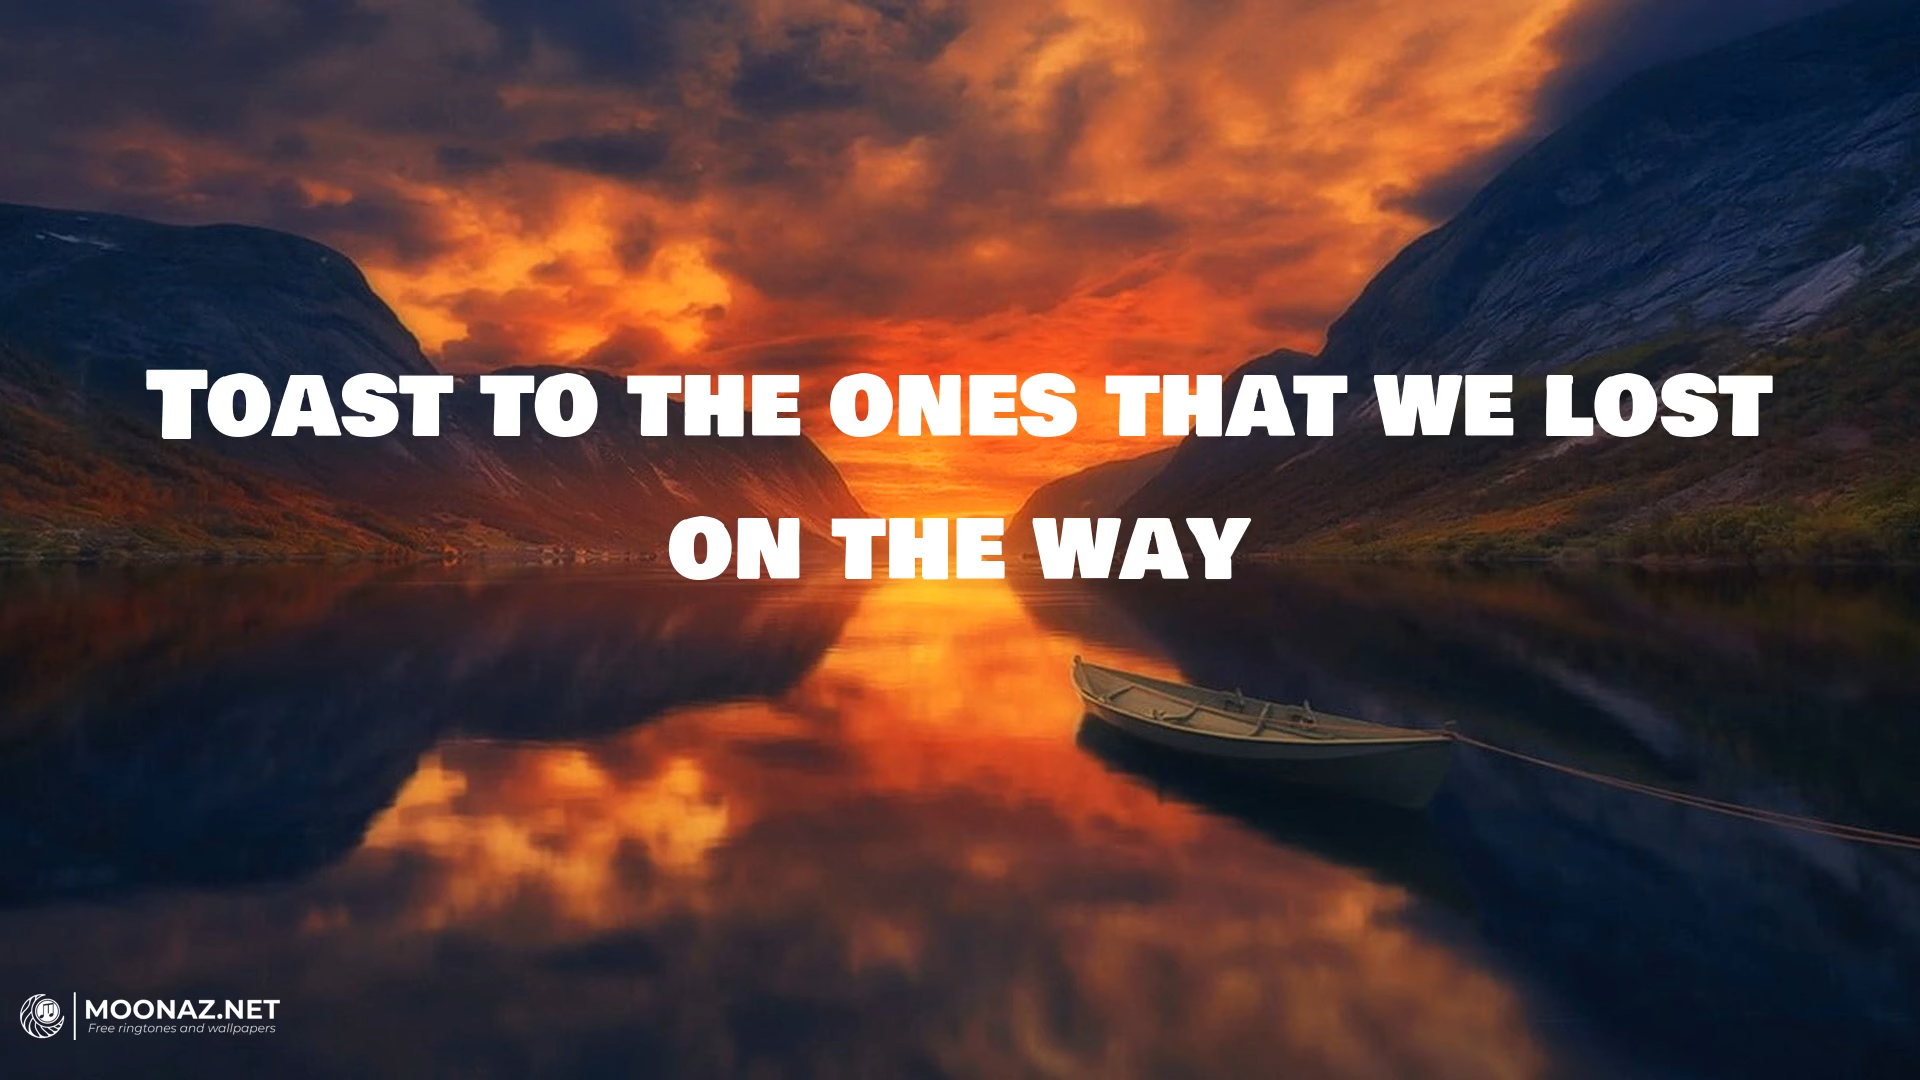 Toast to the ones that we lost
on the way
MOONAZ.NET
Free ringtones and wallpapers